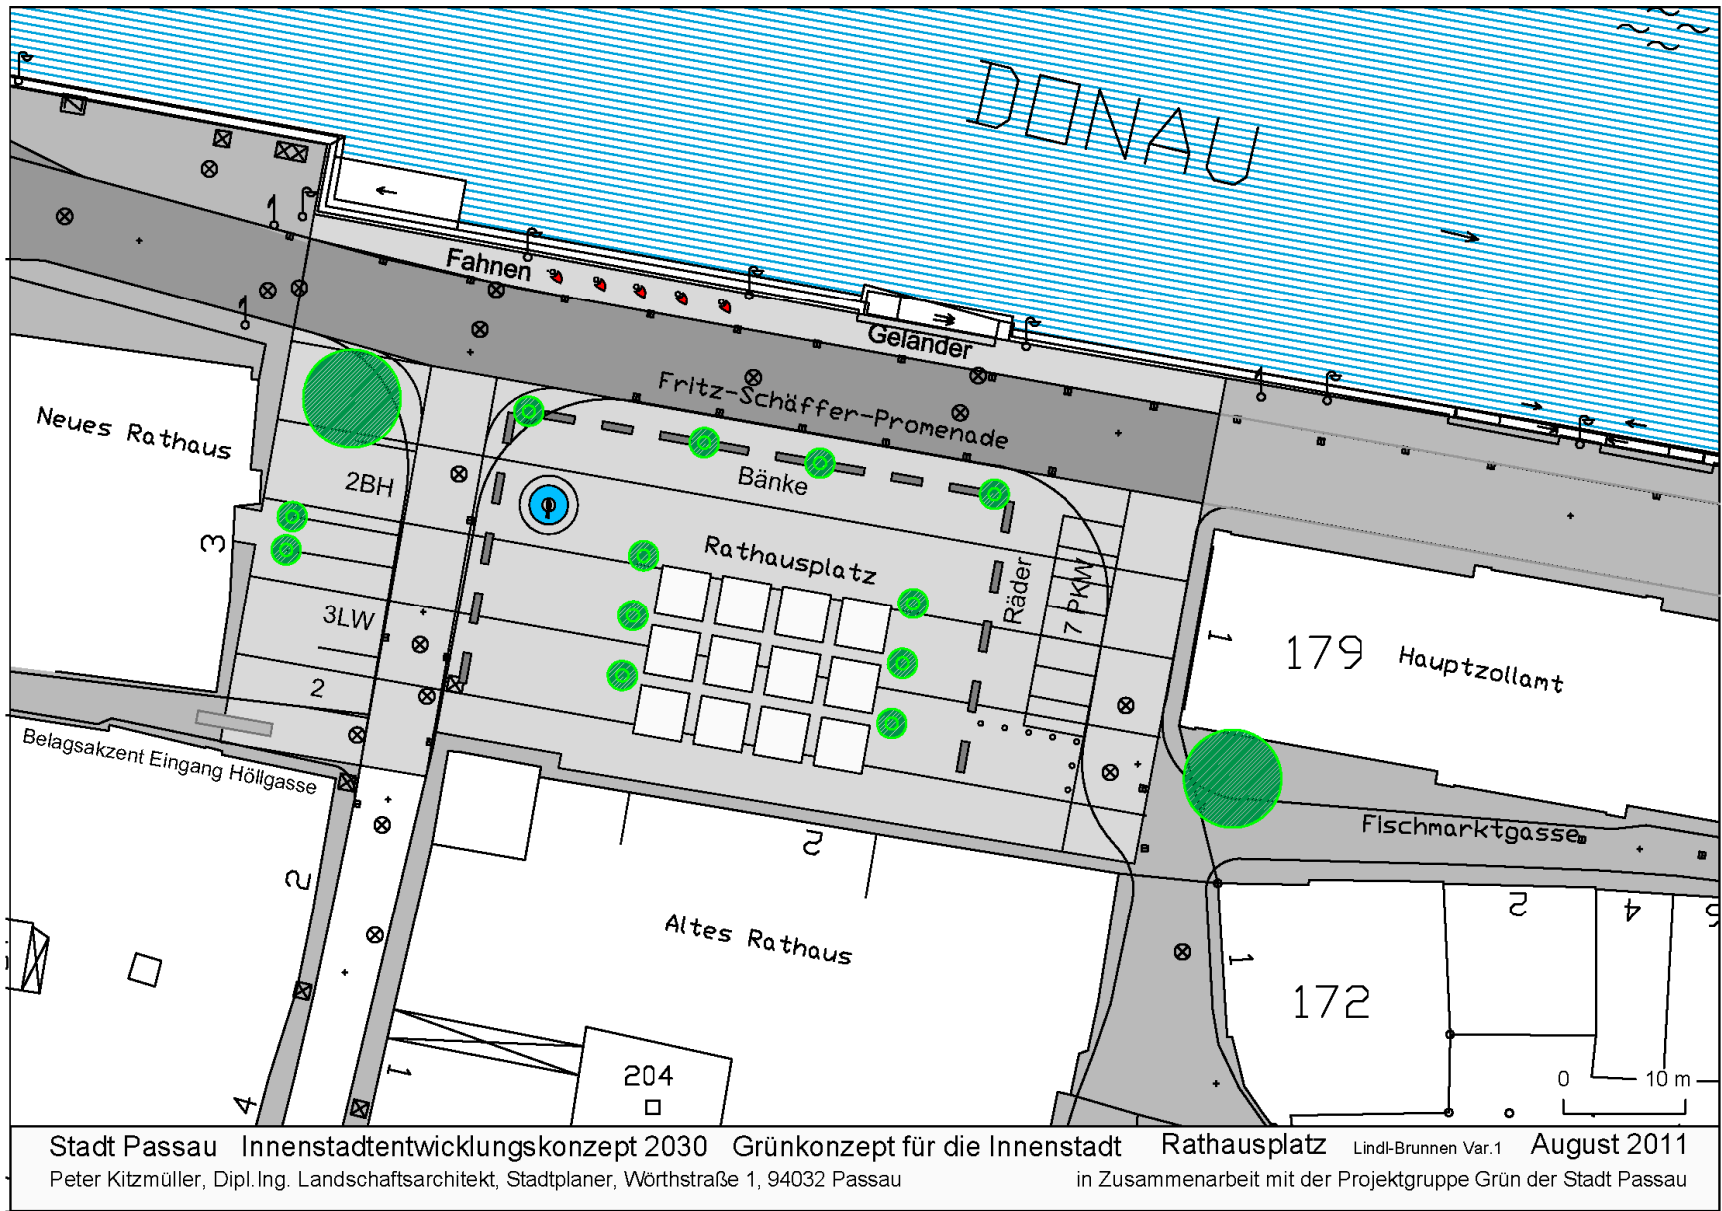 DONAU
Fahnen
Geländer
Fritz-Schäffer-Promenade
Neues Rathaus
2BH
Bänke
3
Rathausplatz
Räder
7 PKW
1
179
Hauptzollamt
3LW
2
Belagsakzent Eingang Höllgasse
Fischmarktgasse
2
2
2
4
Altes Rathaus
1
172
1
204
4
0 10 m
Stadt Passau Innenstadtentwicklungskonzept 2030 Grünkonzept für die Innenstadt Rathausplatz Lindl-Brunnen Var.1 August 2011
Peter Kitzmüller, Dipl.Ing. Landschaftsarchitekt, Stadtplaner, Wörthstraße 1, 94032 Passau in Zusammenarbeit mit der Projektgruppe Grün der Stadt Passau